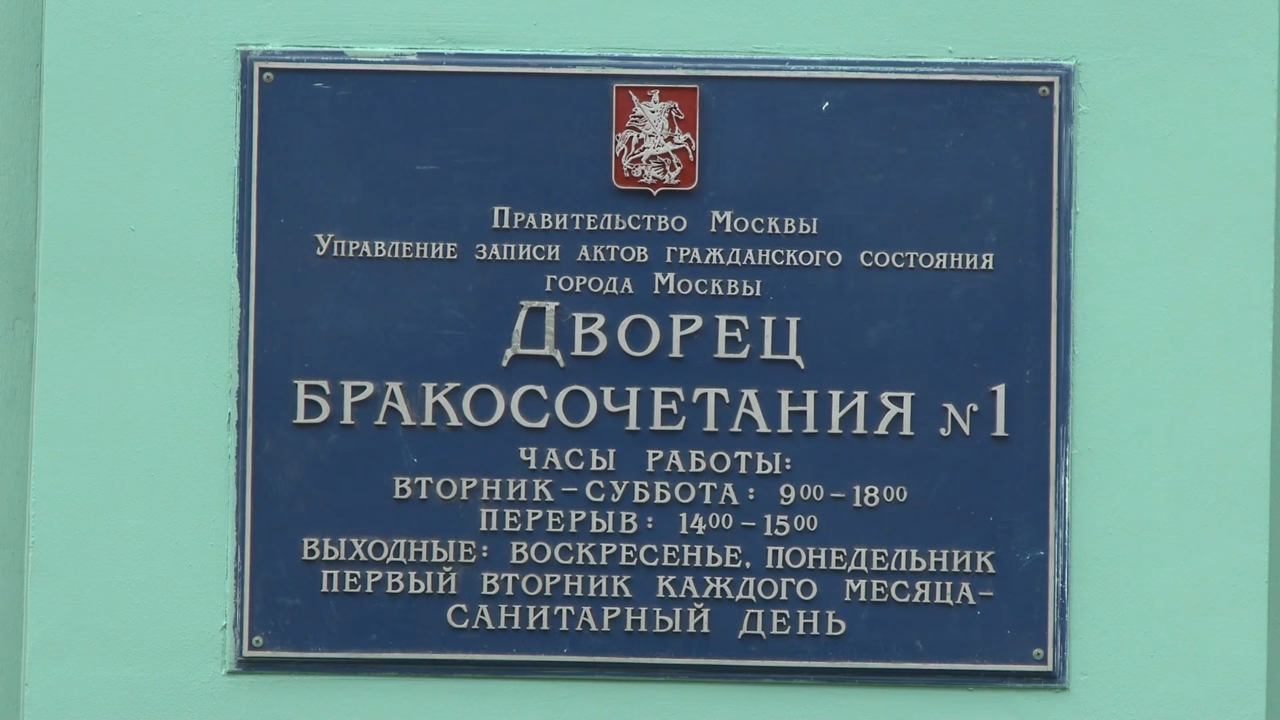 Правительство Москвы
Управление записи актов гражданского состояния
города Москвы
Дворец
бракосочетания N1
часы работы:
вторник – суббота: 9⁰⁰ – 18⁰⁰
перерыв: 14⁰⁰ – 15⁰⁰
выходные: воскресенье, понедельник
первый вторник каждого месяца –
санитарный день